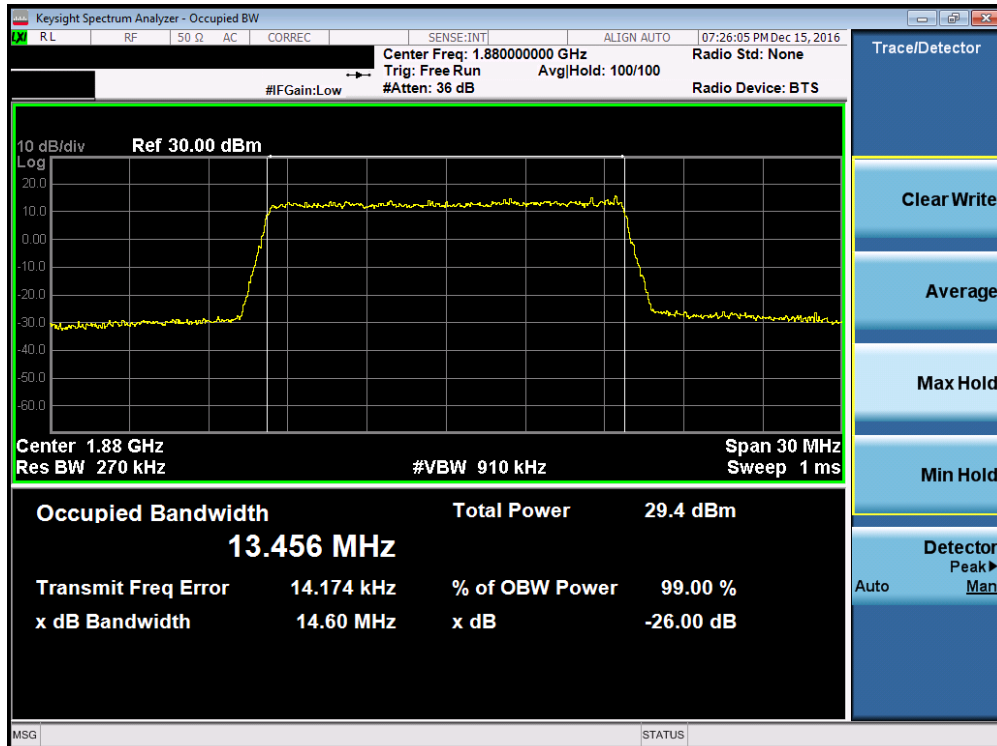 Keysight Spectrum Analyzer - Occupied BW
LXI RL RF 50 Ω AC CORREC SENSE:INT ALIGN AUTO 07:26:05 PM Dec 15, 2016
Center Freq: 1.880000000 GHz Radio Std: None
Trig: Free Run Avg|Hold: 100/100
#IFGain:Low #Atten: 36 dB Radio Device: BTS
10 dB/div Ref 30.00 dBm
Log
20.0
10.0
0.00
-10.0
-20.0
-30.0
-40.0
-50.0
-60.0
Center 1.88 GHz Span 30 MHz
Res BW 270 kHz #VBW 910 kHz Sweep 1 ms
Occupied Bandwidth Total Power 29.4 dBm
13.456 MHz
Transmit Freq Error 14.174 kHz % of OBW Power 99.00 %
x dB Bandwidth 14.60 MHz x dB -26.00 dB
Trace/Detector
Clear Write
Average
Max Hold
Min Hold
Detector
Peak▶
Auto Man
MSG STATUS